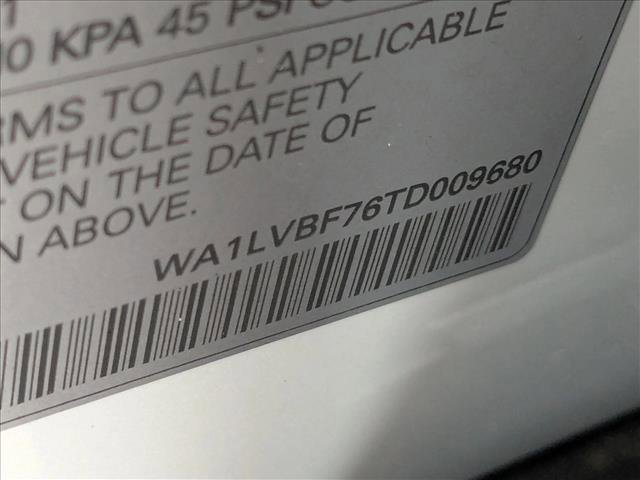 0 KPA 45 PSI
RMS TO ALL APPLICABLE
VEHICLE SAFETY
ON THE DATE OF
N ABOVE.
WA1LVBF76TD009680